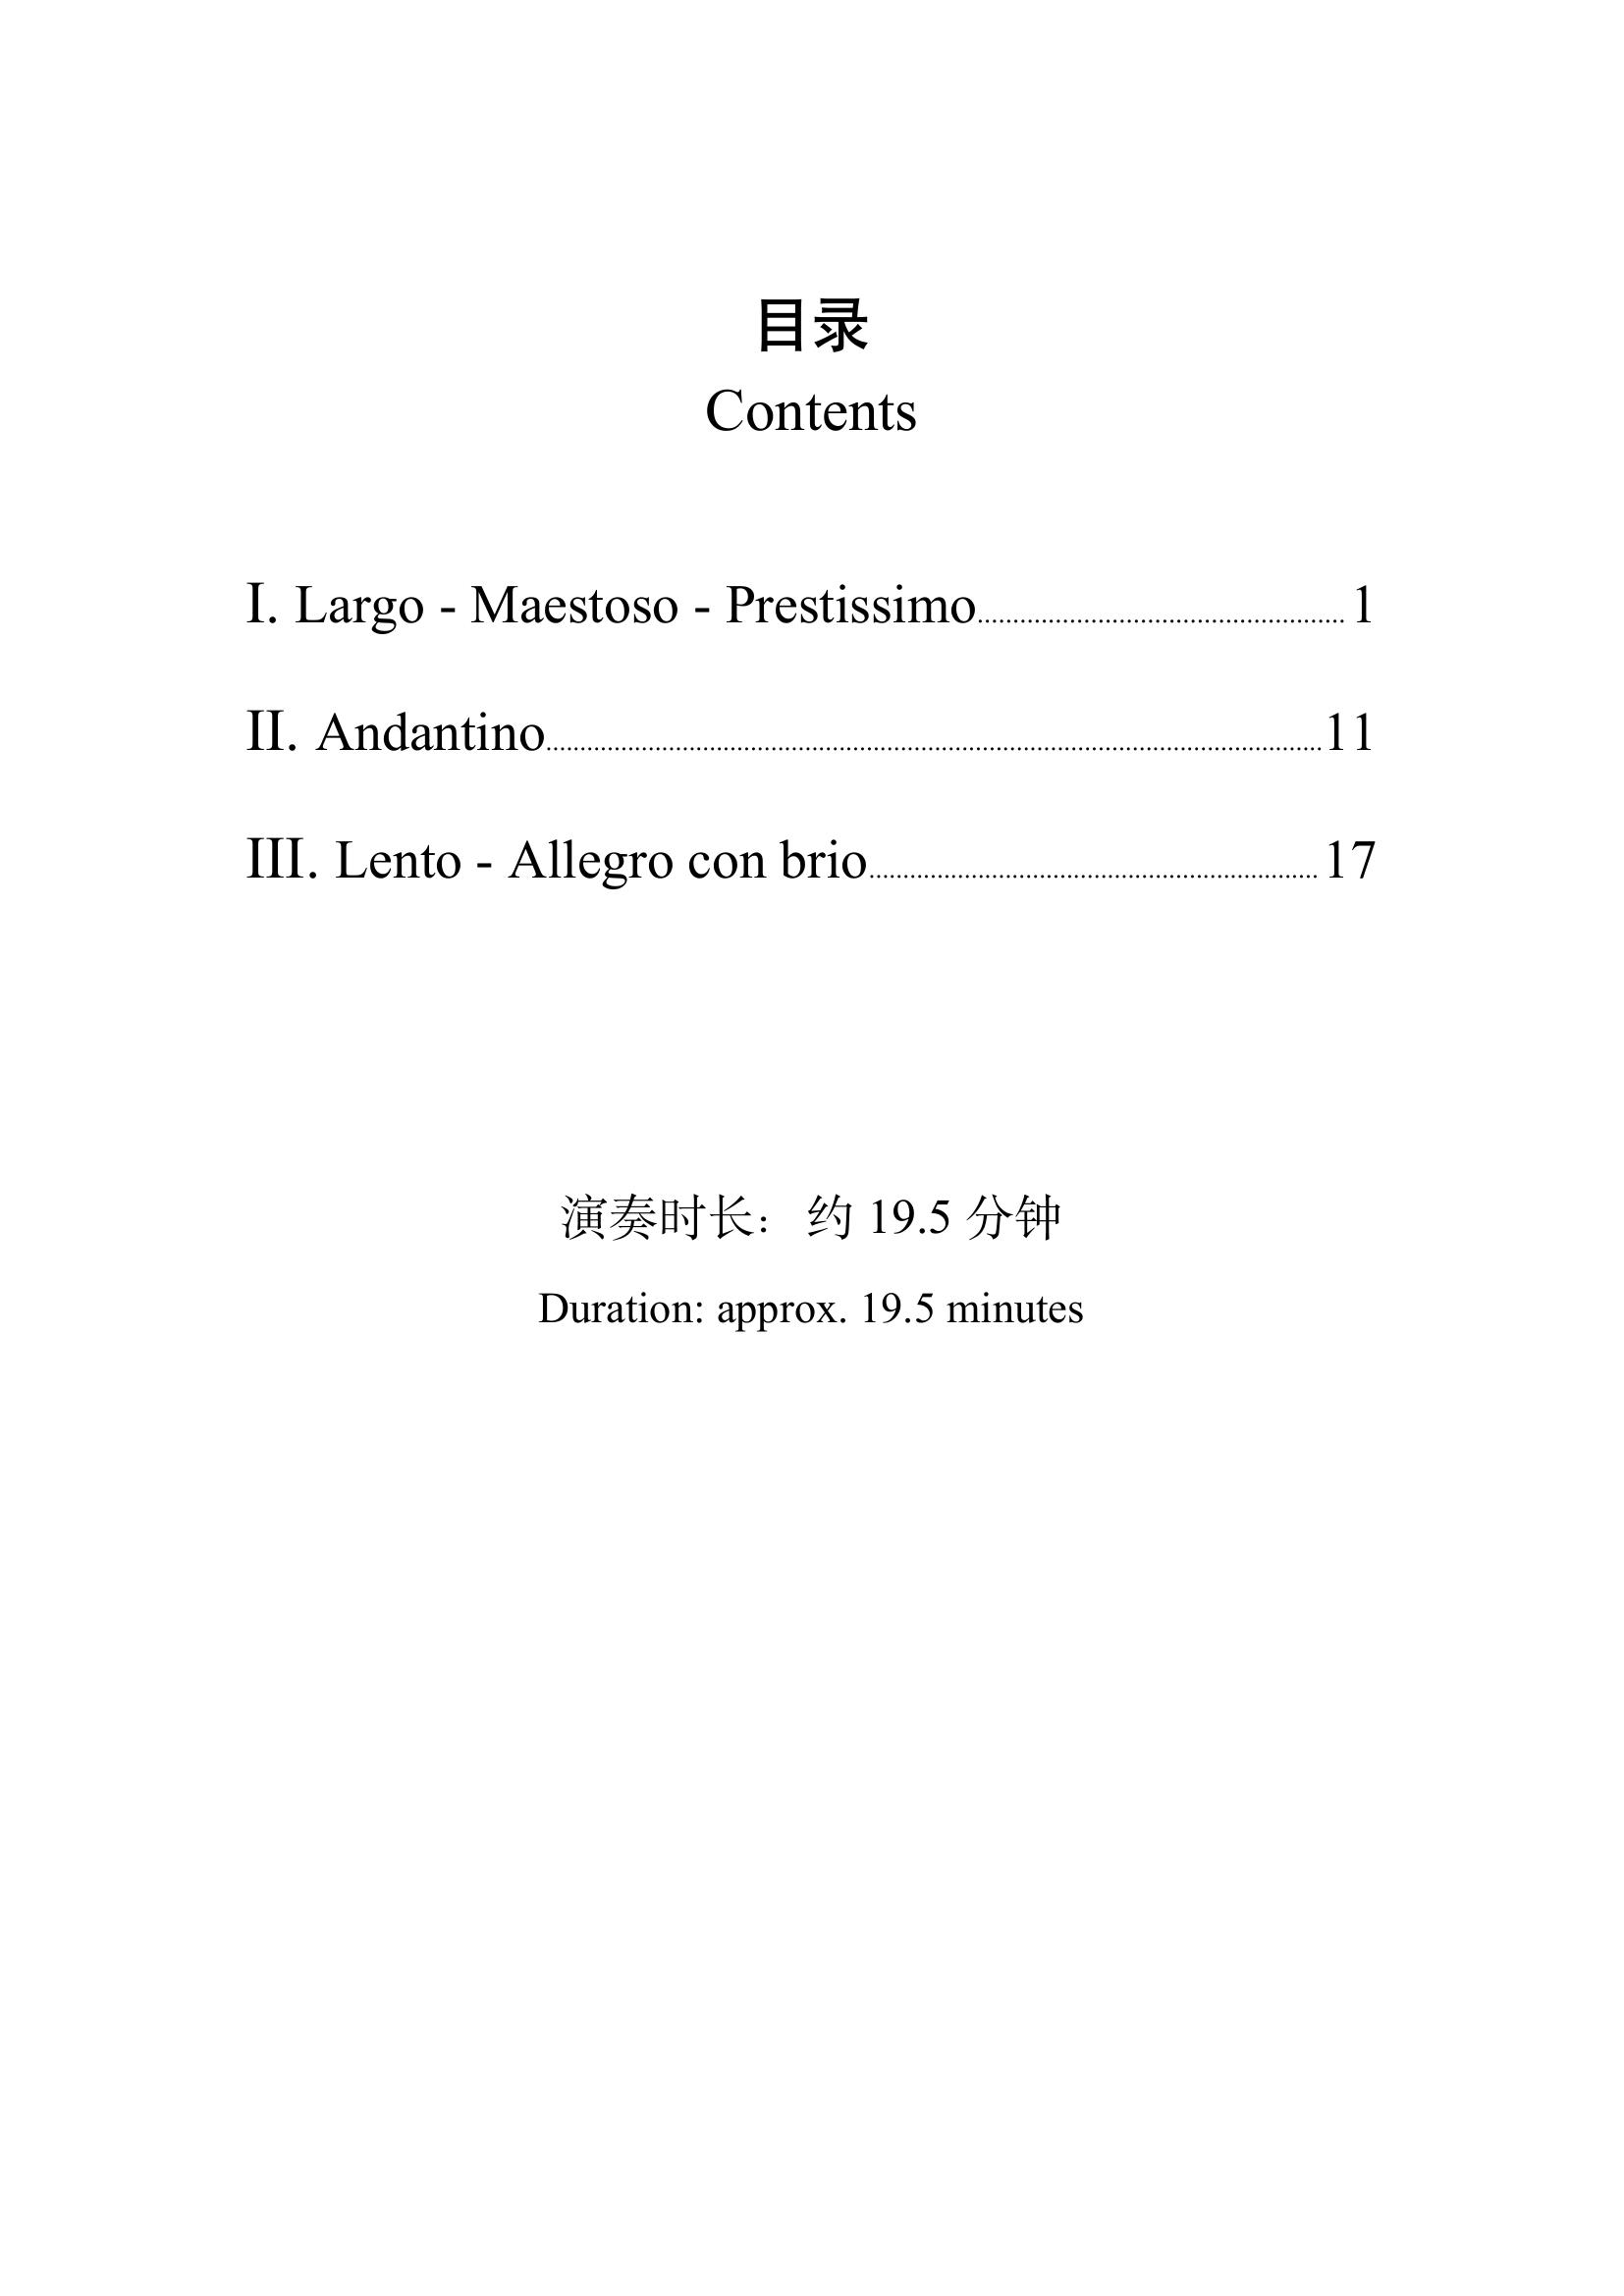 目录
Contents
I. Largo - Maestoso - Prestissimo.................................................... 1
II. Andantino....................................................................................................................11
III. Lento - Allegro con brio................................................................. 17
演奏时长： 约 19.5 分钟
Duration: approx. 19.5 minutes